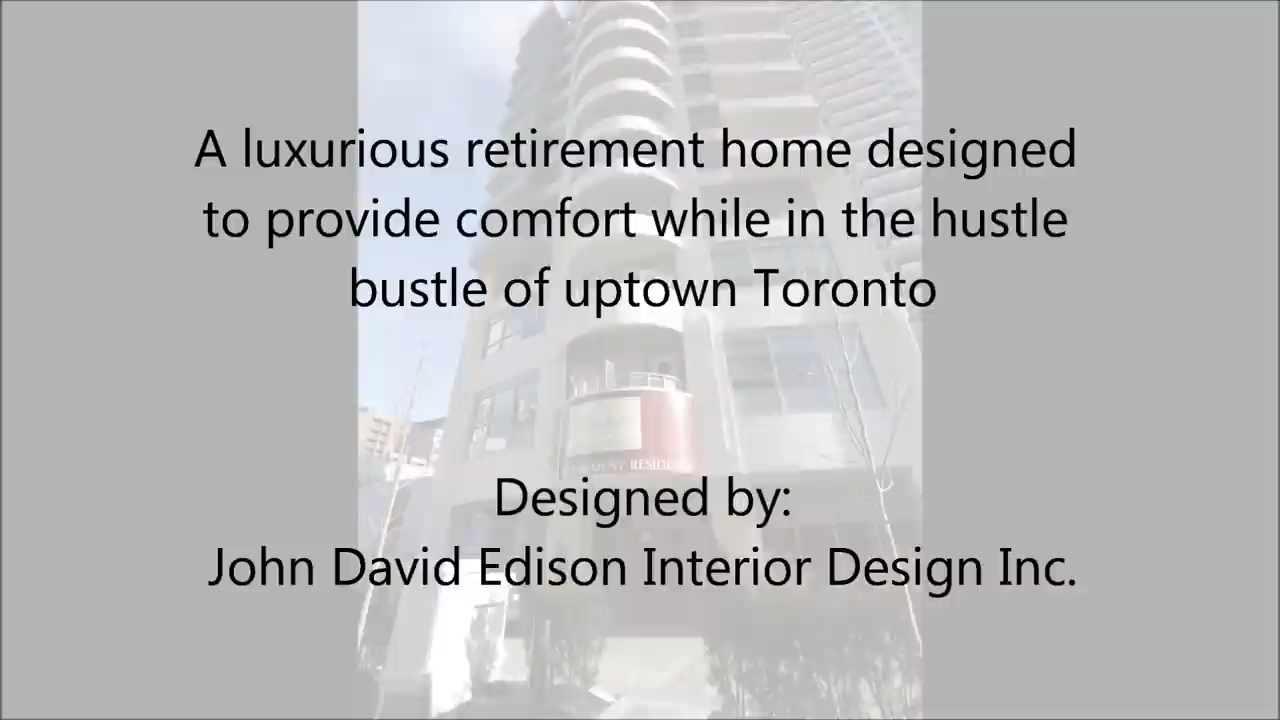 A luxurious retirement home designed
to provide comfort while in the hustle
bustle of uptown Toronto
Designed by:
John David Edison Interior Design Inc.